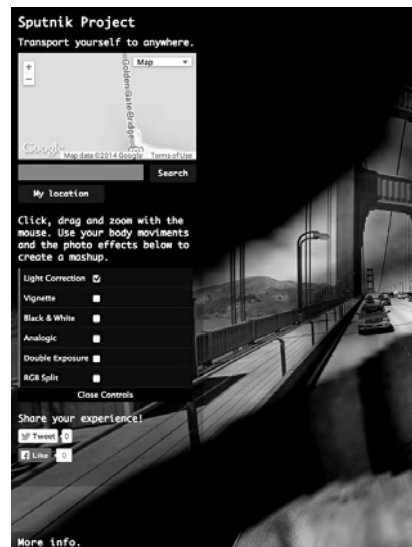 Sputnik Project
Transport yourself to anywhere.
+
Map
−
Golden Gate Bridge
Google
Map data ©2014 Google
Terms of Use
Search
My location
Click, drag and zoom with the
mouse. Use your body moviments
and the photo effects below to
create a mashup.
Light Correction
Vignette
Black & White
Analogic
Double Exposure
RGB Split
Close Controls
Share your experience!
Tweet 0
Like 0
More info.